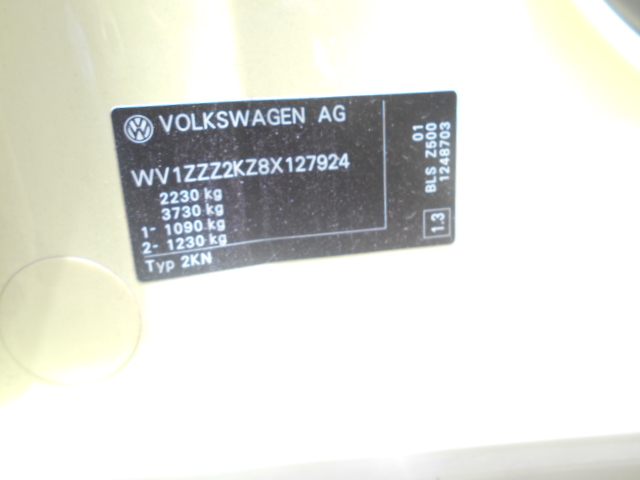 VOLKSWAGEN AG
WV1ZZZ2KZ8X127924
2230 kg
3730 kg
1- 1090 kg
2- 1230 kg
Typ 2KN
01
BLS Z500
1248703
1.3